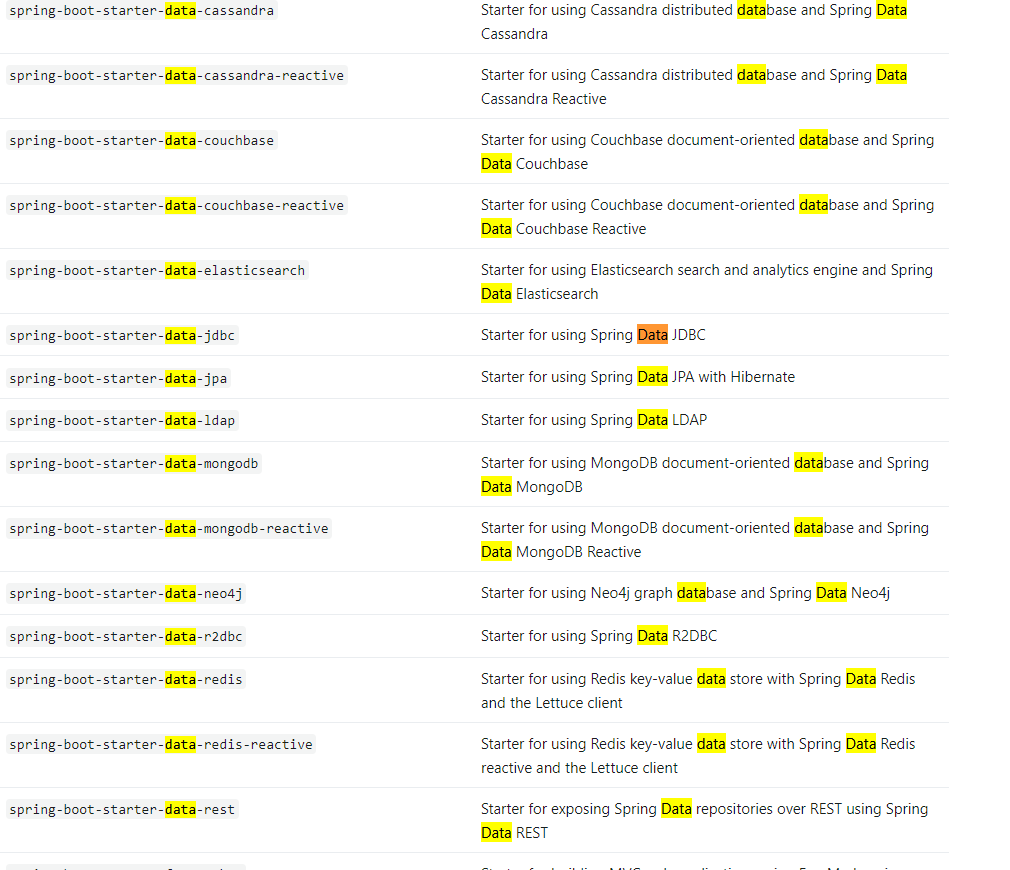 spring-boot-starter-data-cassandra
Starter for using Cassandra distributed database and Spring Data
Cassandra
spring-boot-starter-data-cassandra-reactive
Starter for using Cassandra distributed database and Spring Data
Cassandra Reactive
spring-boot-starter-data-couchbase
Starter for using Couchbase document-oriented database and Spring
Data Couchbase
spring-boot-starter-data-couchbase-reactive
Starter for using Couchbase document-oriented database and Spring
Data Couchbase Reactive
spring-boot-starter-data-elasticsearch
Starter for using Elasticsearch search and analytics engine and Spring
Data Elasticsearch
spring-boot-starter-data-jdbc
Starter for using Spring Data JDBC
spring-boot-starter-data-jpa
Starter for using Spring Data JPA with Hibernate
spring-boot-starter-data-ldap
Starter for using Spring Data LDAP
spring-boot-starter-data-mongodb
Starter for using MongoDB document-oriented database and Spring
Data MongoDB
spring-boot-starter-data-mongodb-reactive
Starter for using MongoDB document-oriented database and Spring
Data MongoDB Reactive
spring-boot-starter-data-neo4j
Starter for using Neo4j graph database and Spring Data Neo4j
spring-boot-starter-data-r2dbc
Starter for using Spring Data R2DBC
spring-boot-starter-data-redis
Starter for using Redis key-value data store with Spring Data Redis
and the Lettuce client
spring-boot-starter-data-redis-reactive
Starter for using Redis key-value data store with Spring Data Redis
reactive and the Lettuce client
spring-boot-starter-data-rest
Starter for exposing Spring Data repositories over REST using Spring
Data REST